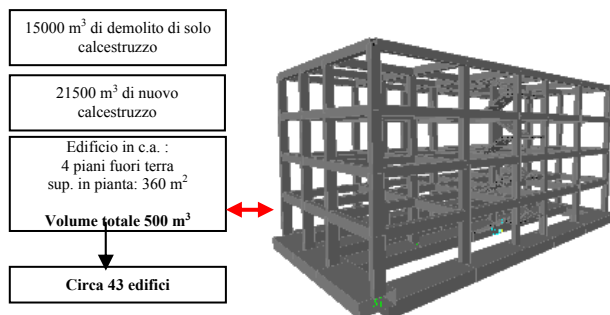 15000 m³ di demolito di solo
calcestruzzo
21500 m³ di nuovo
calcestruzzo
Edificio in c.a. :
4 piani fuori terra
sup. in pianta: 360 m²
Volume totale 500 m³
Circa 43 edifici